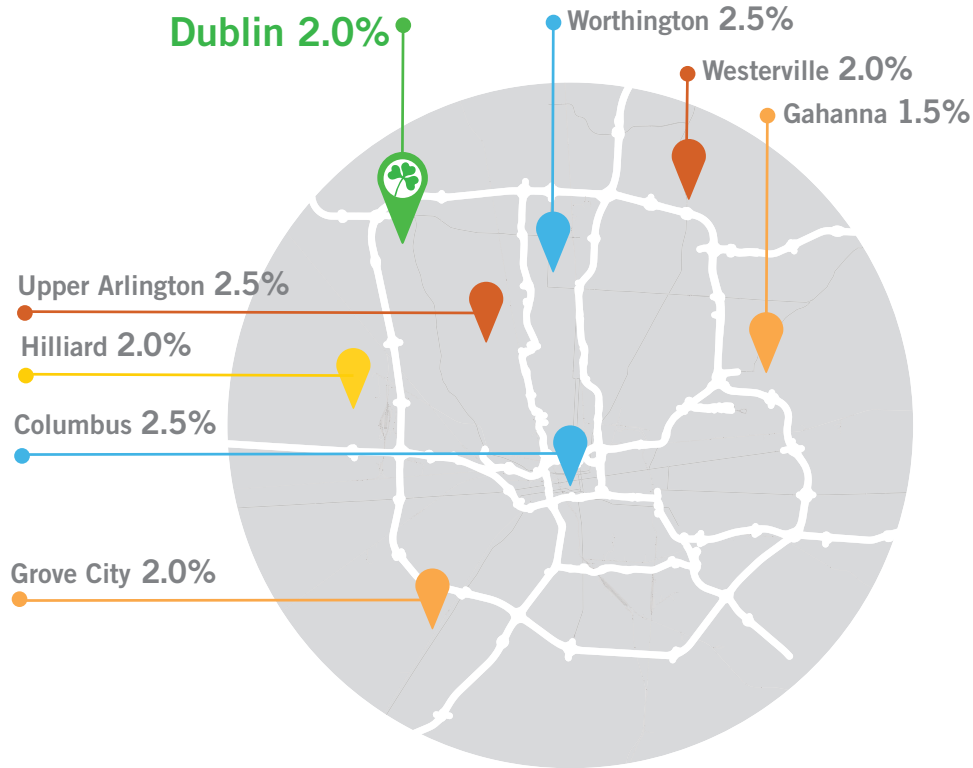 Dublin 2.0%
Worthington 2.5%
Westerville 2.0%
Gahanna 1.5%
Upper Arlington 2.5%
Hilliard 2.0%
Columbus 2.5%
Grove City 2.0%